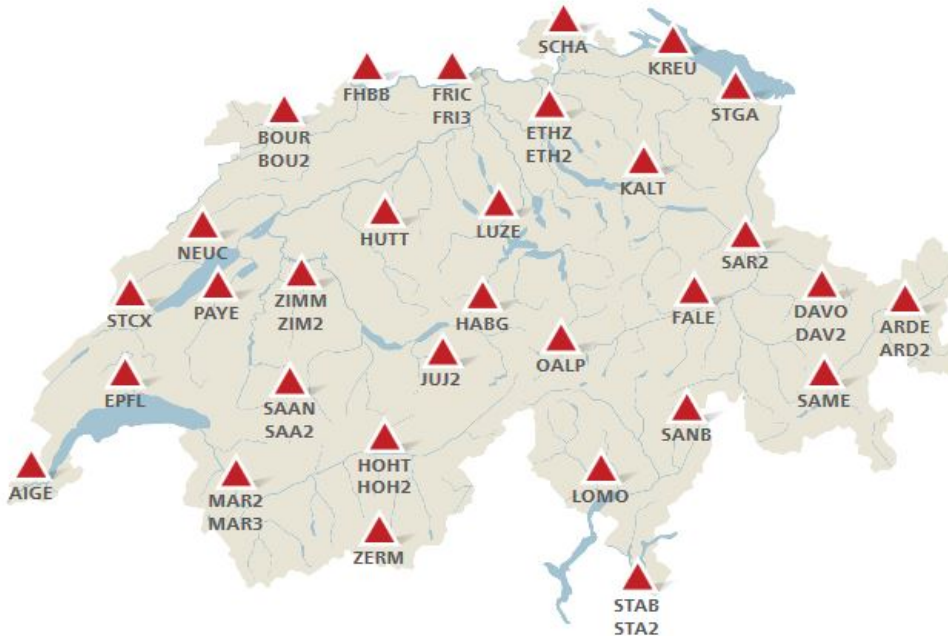 SCHA
KREU
FHBB
FRIC
FRI3
STGA
BOUR
BOU2
ETHZ
ETH2
KALT
HUTT
LUZE
NEUC
SAR2
PAYE
ZIMM
ZIM2
STCX
HABG
FALE
DAVO
DAV2
ARDE
ARD2
JUJ2
OALP
EPFL
SAAN
SAA2
SAME
SANB
HOHT
HOH2
AIGE
MAR2
MAR3
LOMO
ZERM
STAB
STA2